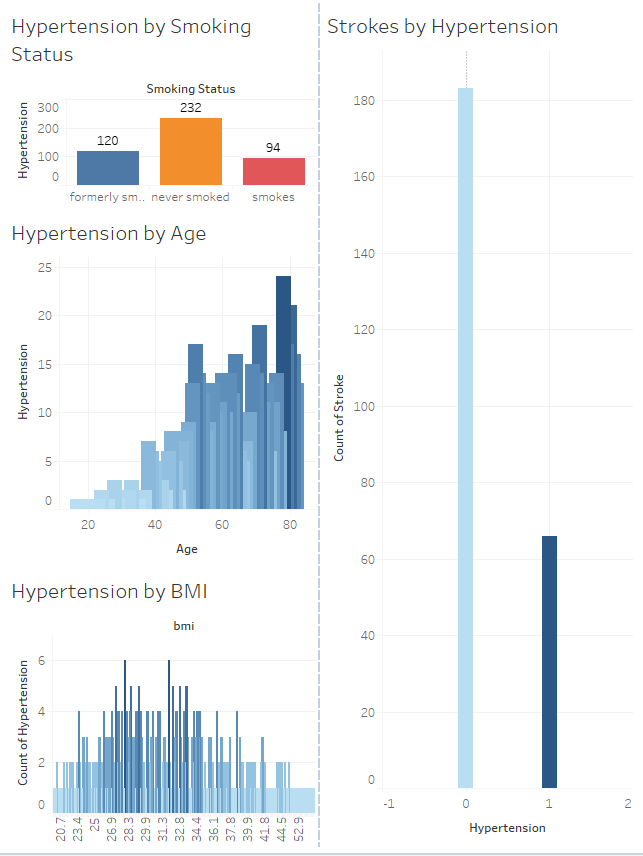 Hypertension by Smoking
Status
Smoking Status
Hypertension
300
200
100
0
120
232
94
formerly sm.. never smoked smokes
Hypertension by Age
Hypertension
25
20
15
10
5
0
20 40 60 80
Age
Hypertension by BMI
bmi
Count of Hypertension
6
4
2
0
20.7 23.4 25 26.9 28.3 29.9 31.3 32.8 34.4 36.1 37.8 39.9 41.8 44.5 52.9
Strokes by Hypertension
Count of Stroke
180
160
140
120
100
80
60
40
20
0
-1 0 1 2
Hypertension